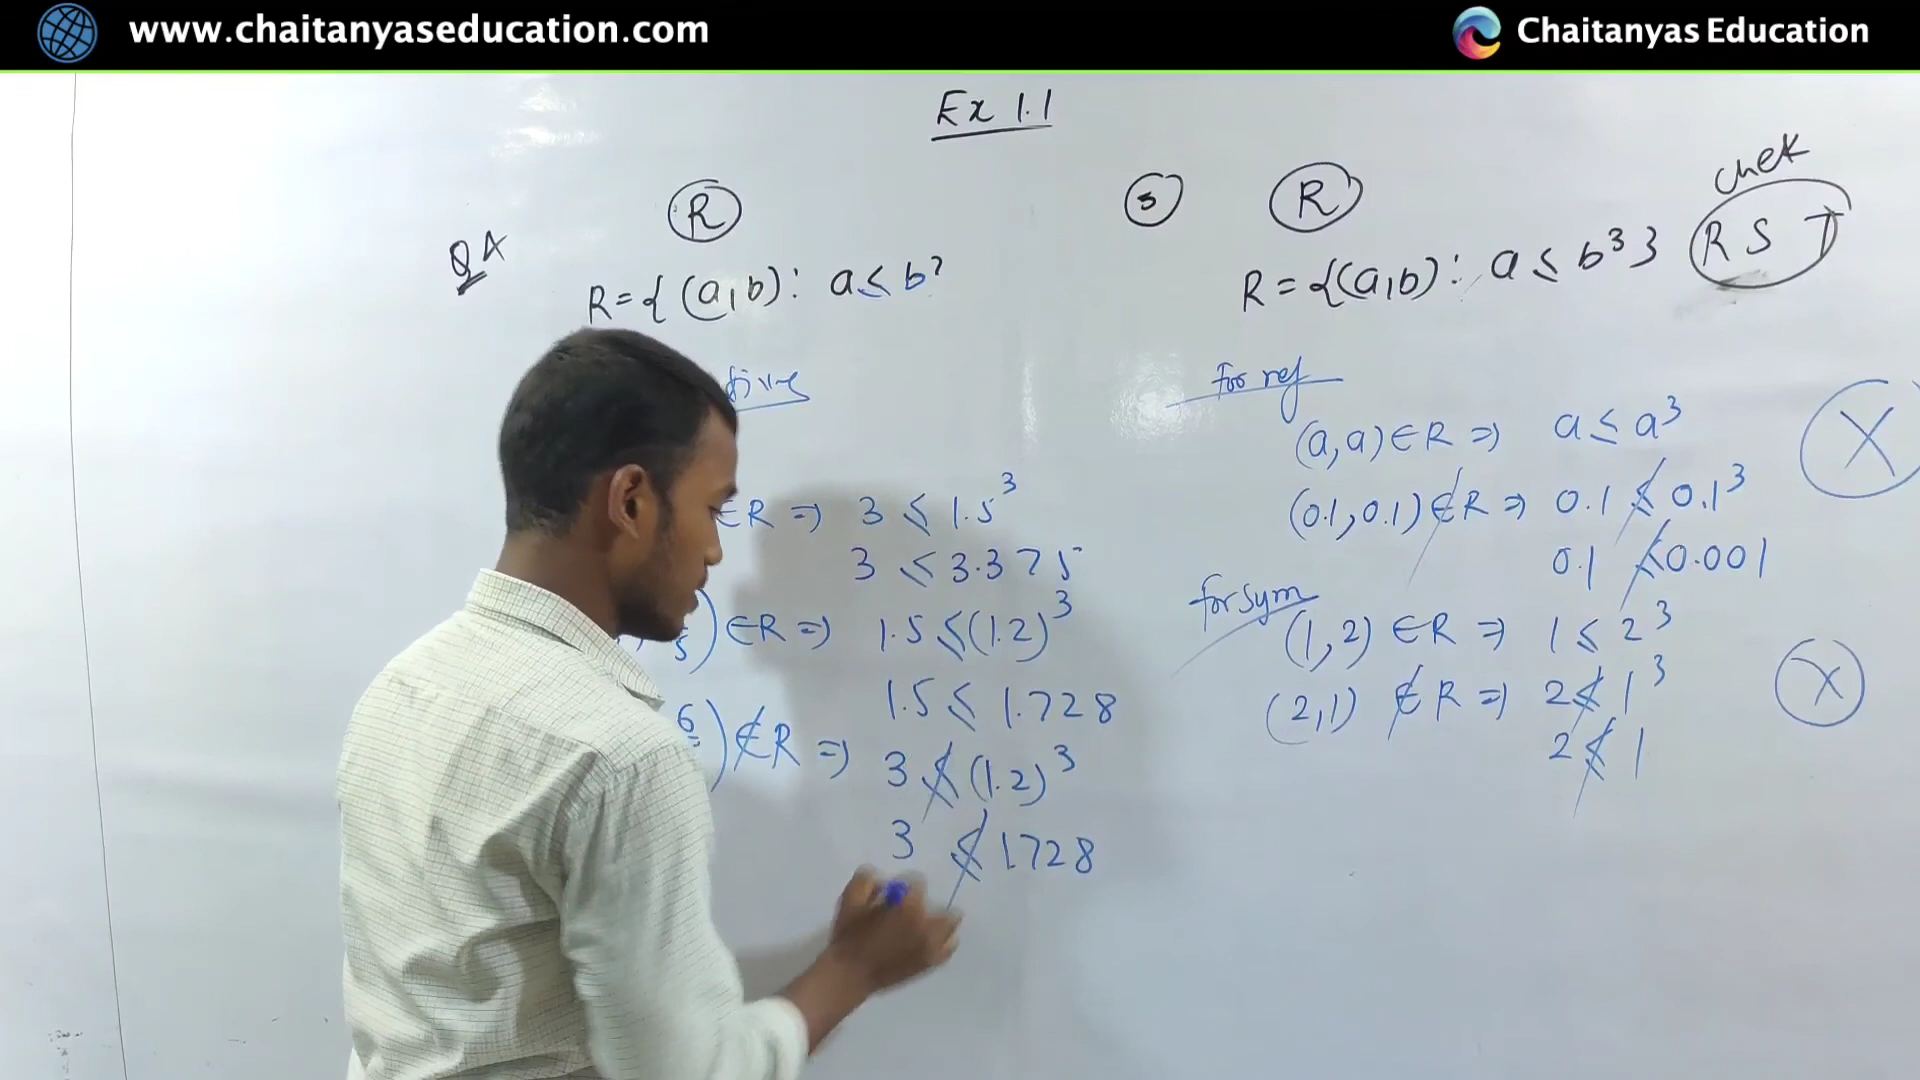 www.chaitanyaseducation.com
Chaitanyas Education
Ex 1.1
Q4
R
R = { (a,b) : a ≤ b
∈R ⇒ 3 ≤ 1.5³
3 ≤ 3.375
5) ∈R ⇒ 1.5 ≤ (1.2)³
1.5 ≤ 1.728
6) ∉R ⇒ 3 ≰ (1.2)³
3 ≰ 1.728
5
R
chek
R S T
R = {(a,b) : a ≤ b³}
For ref
(a,a) ∈ R ⇒ a ≤ a³
X
(0.1, 0.1) ∉ R ⇒ 0.1 ≰ 0.1³
0.1 ≰ 0.001
for sym
(1,2) ∈ R ⇒ 1 ≤ 2³
(2,1) ∉ R ⇒ 2 ≰ 1³
X
2 ≰ 1